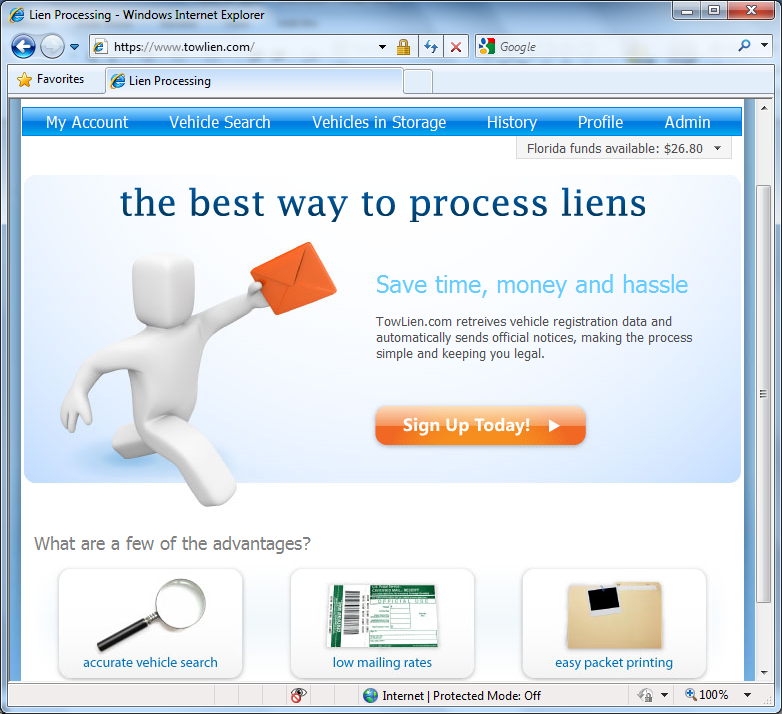 Lien Processing - Windows Internet Explorer
https://www.towlien.com/
Google
Favorites
Lien Processing
My Account Vehicle Search Vehicles in Storage History Profile Admin
Florida funds available: $26.80
the best way to process liens
Save time, money and hassle
TowLien.com retreives vehicle registration data and
automatically sends official notices, making the process
simple and keeping you legal.
Sign Up Today!
What are a few of the advantages?
OFFICIAL USE
accurate vehicle search
low mailing rates
easy packet printing
Internet | Protected Mode: Off
100%